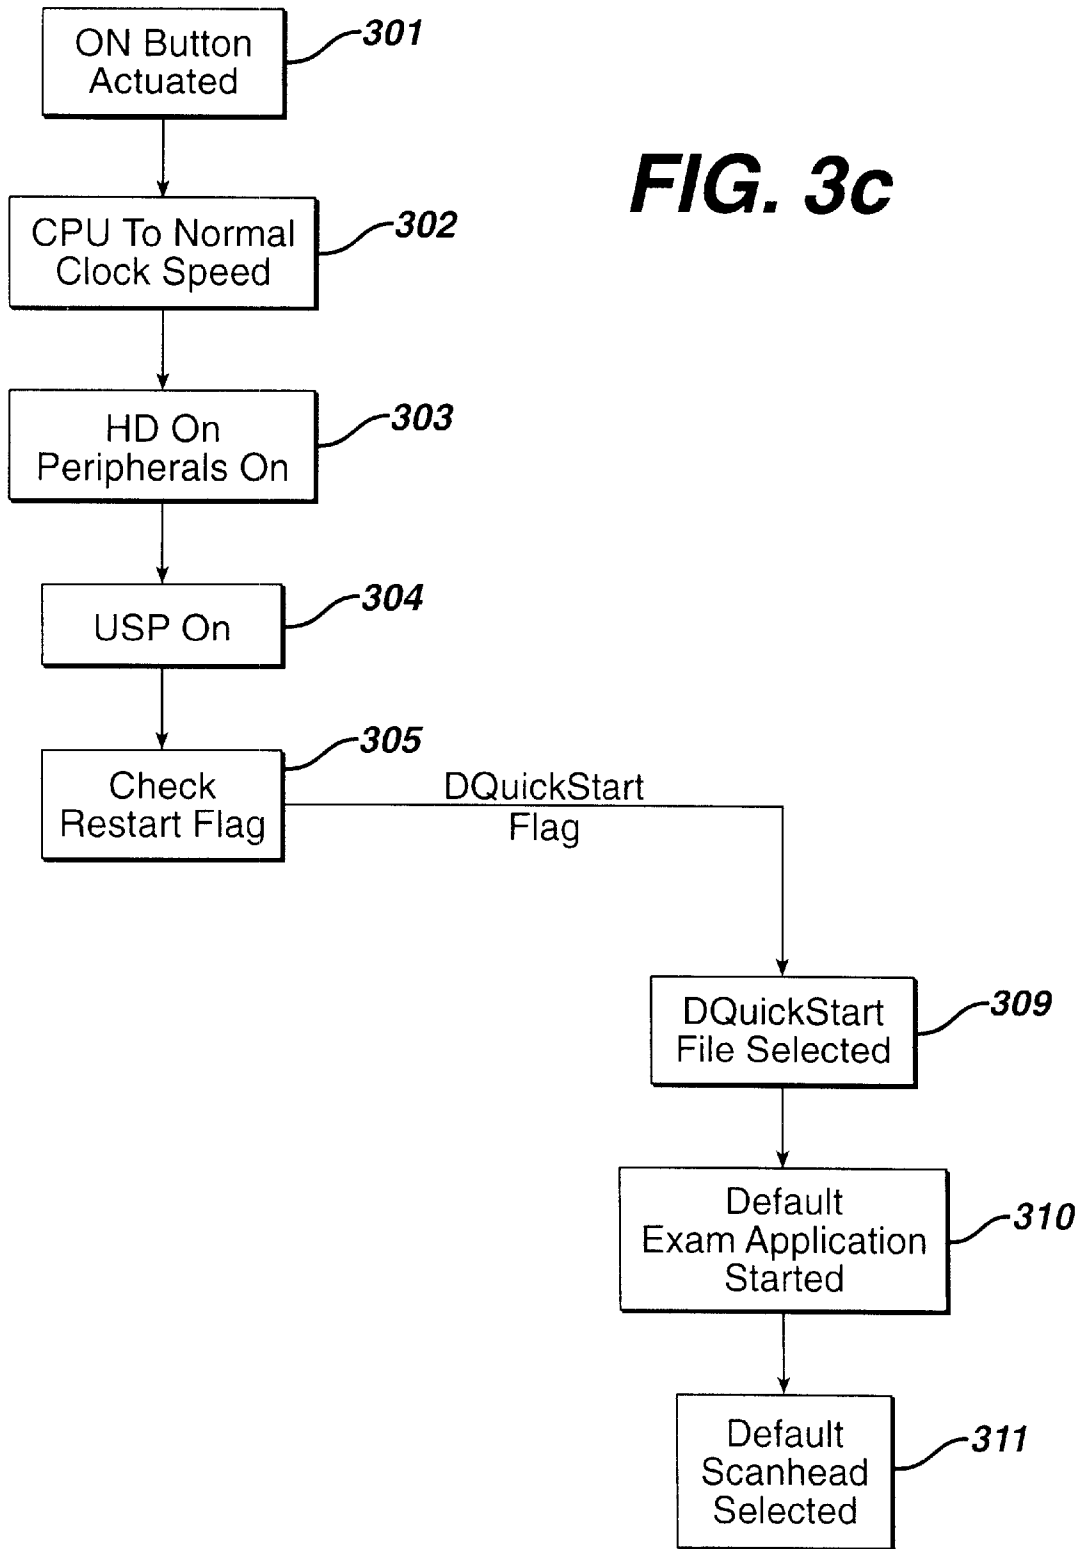 ON Button
Actuated
301
FIG. 3c
CPU To Normal
Clock Speed
302
HD On
Peripherals On
303
USP On
304
Check
Restart Flag
305
DQuickStart
Flag
DQuickStart
File Selected
309
Default
Exam Application
Started
310
Default
Scanhead
Selected
311